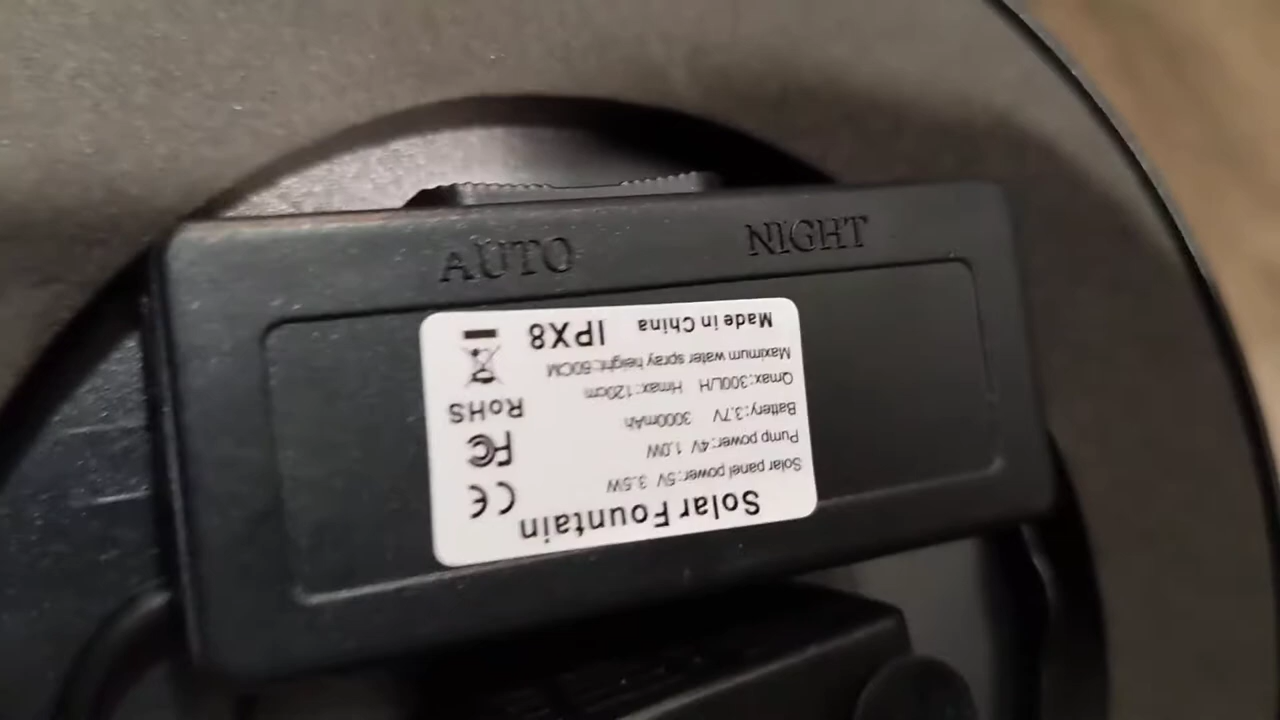 AUTO NIGHT
Solar Fountain
Solar panel power:5V 3.5W
Pump power:4V 1.0W
Battery:3.7V 3000mAh
Qmax:300L/H Hmax:120cm
Maximum water spray height:60CM
Made in China IPX8
CE
FC
RoHS